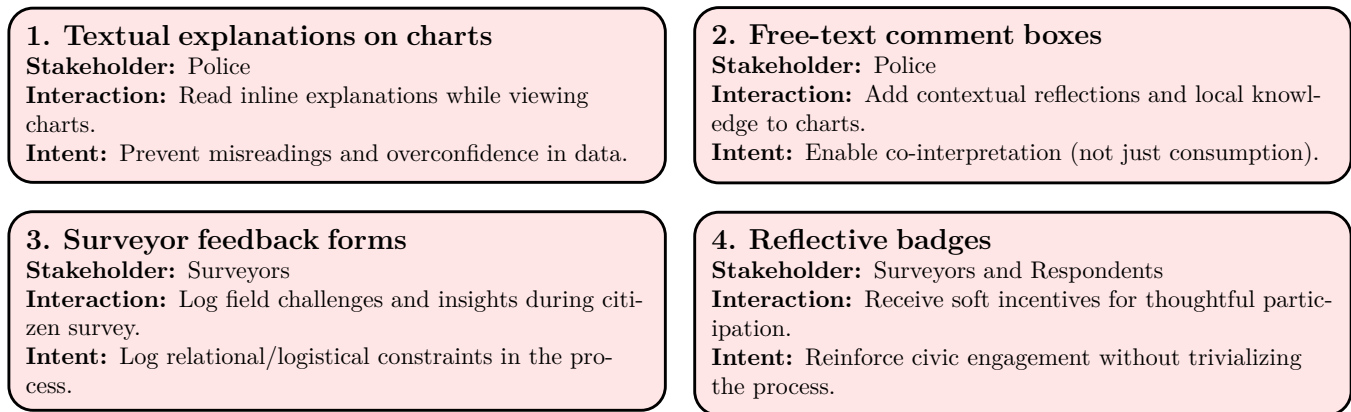 1. Textual explanations on charts
Stakeholder: Police
Interaction: Read inline explanations while viewing
charts.
Intent: Prevent misreadings and overconfidence in data.
2. Free-text comment boxes
Stakeholder: Police
Interaction: Add contextual reflections and local knowl-
edge to charts.
Intent: Enable co-interpretation (not just consumption).
3. Surveyor feedback forms
Stakeholder: Surveyors
Interaction: Log field challenges and insights during citi-
zen survey.
Intent: Log relational/logistical constraints in the pro-
cess.
4. Reflective badges
Stakeholder: Surveyors and Respondents
Interaction: Receive soft incentives for thoughtful partic-
ipation.
Intent: Reinforce civic engagement without trivializing
the process.